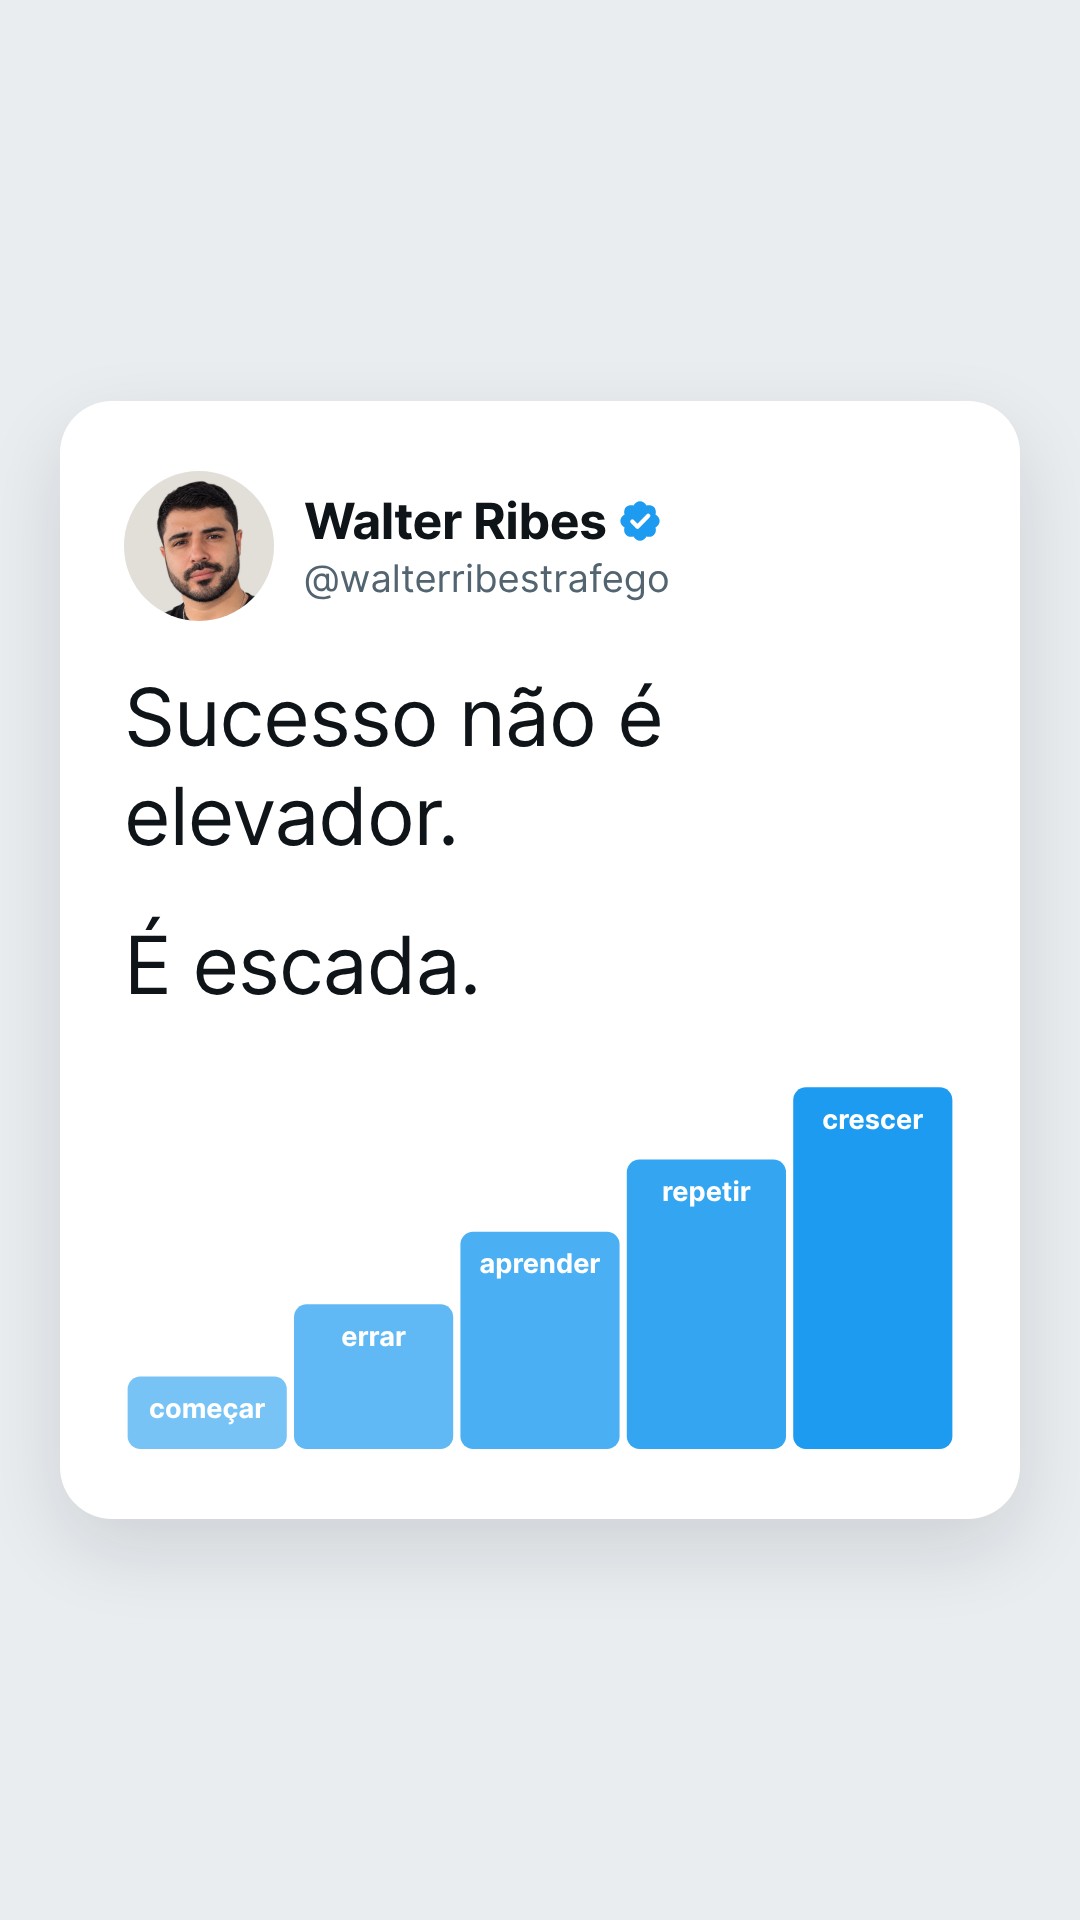 Walter Ribes
@walterribestrafego
Sucesso não é
elevador.
É escada.
crescer
repetir
aprender
errar
começar